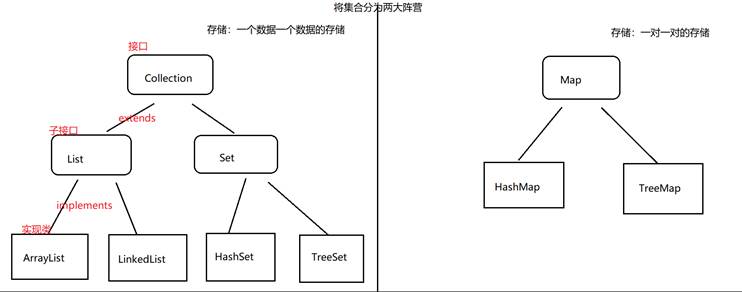 将集合分为两大阵营
存储：一个数据一个数据的存储
存储：一对一对的存储
接口
Collection
Map
extends
子接口
List
Set
HashMap
TreeMap
implements
实现类
ArrayList
LinkedList
HashSet
TreeSet